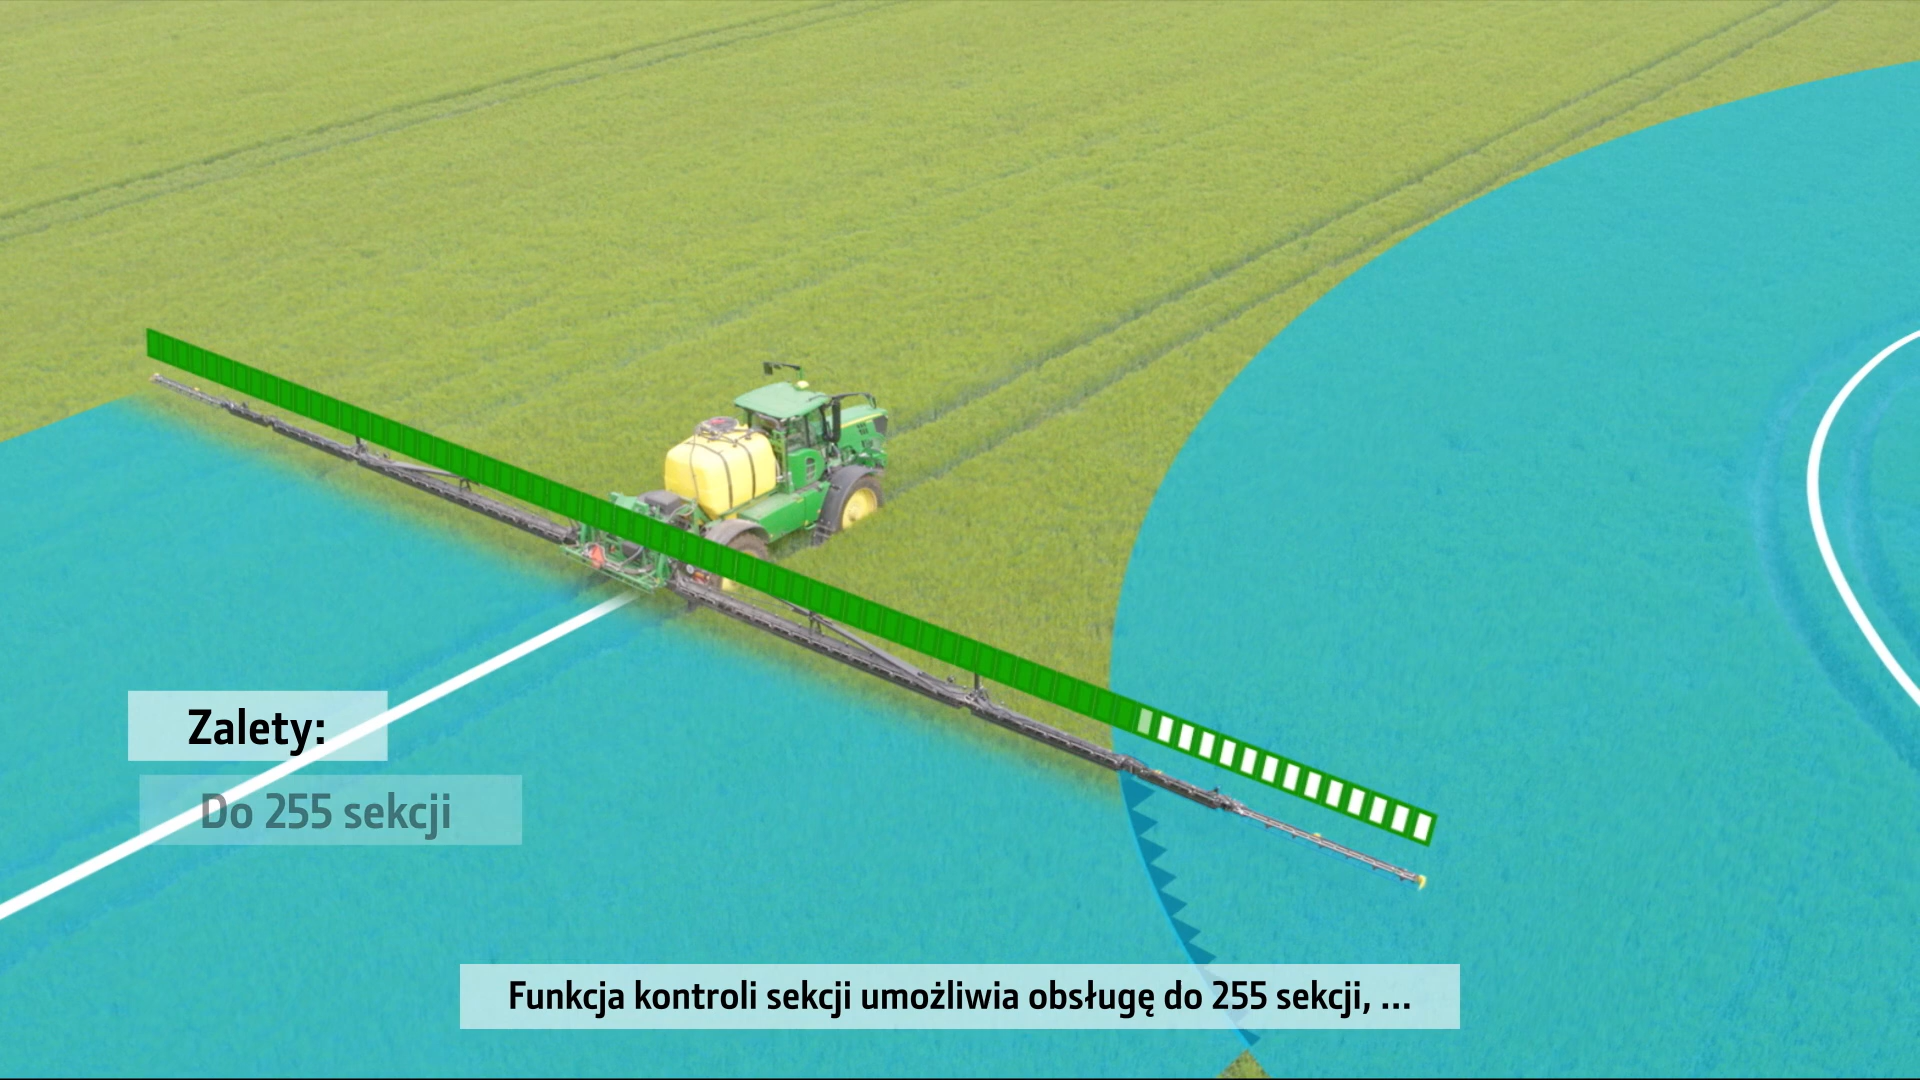 Zalety:
Do 255 sekcji
Funkcja kontroli sekcji umożliwia obsługę do 255 sekcji, ...